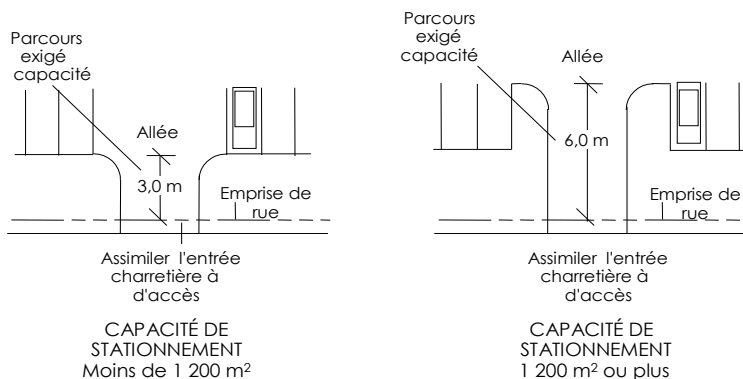 Parcours
exigé
capacité
Allée
3,0 m
Emprise de
rue
Assimiler l'entrée
charretière à
d'accès
CAPACITÉ DE
STATIONNEMENT
Moins de 1 200 m²
Parcours
exigé
capacité
Allée
6,0 m
Emprise de
rue
Assimiler l'entrée
charretière à
d'accès
CAPACITÉ DE
STATIONNEMENT
1 200 m² ou plus